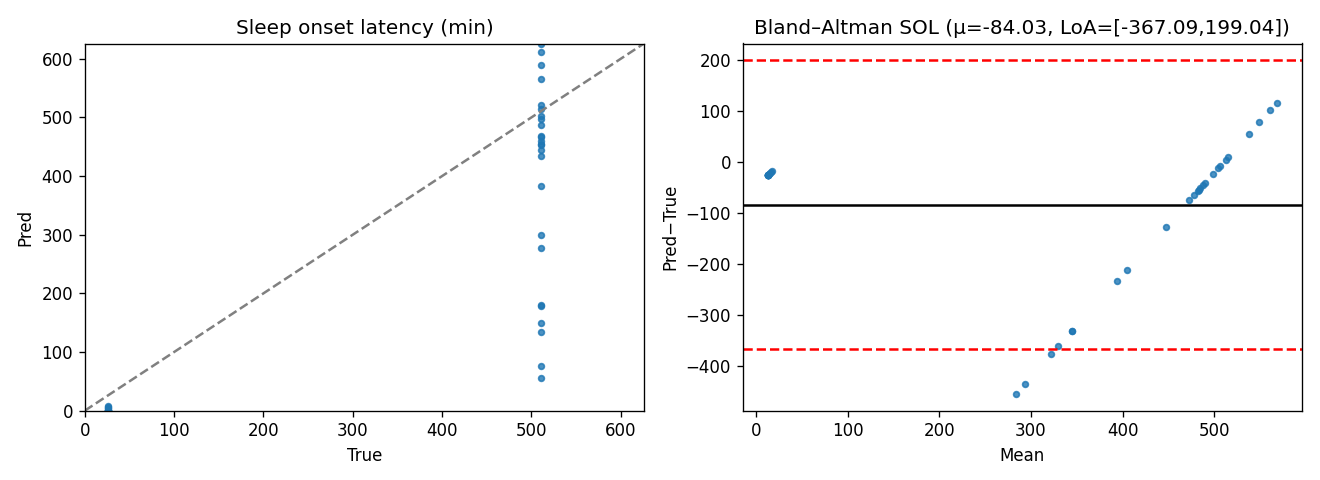 Sleep onset latency (min)
Pred
600
500
400
300
200
100
0
0 100 200 300 400 500 600
True
Bland–Altman SOL (μ=-84.03, LoA=[-367.09,199.04])
Pred−True
200
100
0
−100
−200
−300
−400
0 100 200 300 400 500
Mean